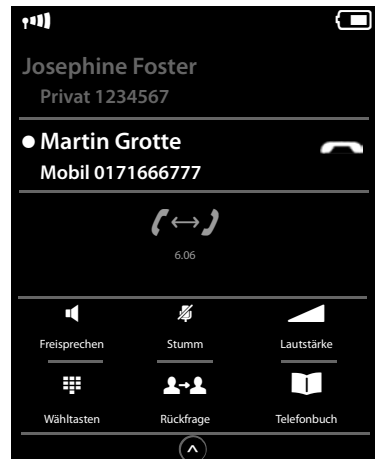 Josephine Foster
Privat 1234567
Martin Grotte
Mobil 0171666777
6.06
Freisprechen Stumm Lautstärke
Wähltasten Rückfrage Telefonbuch